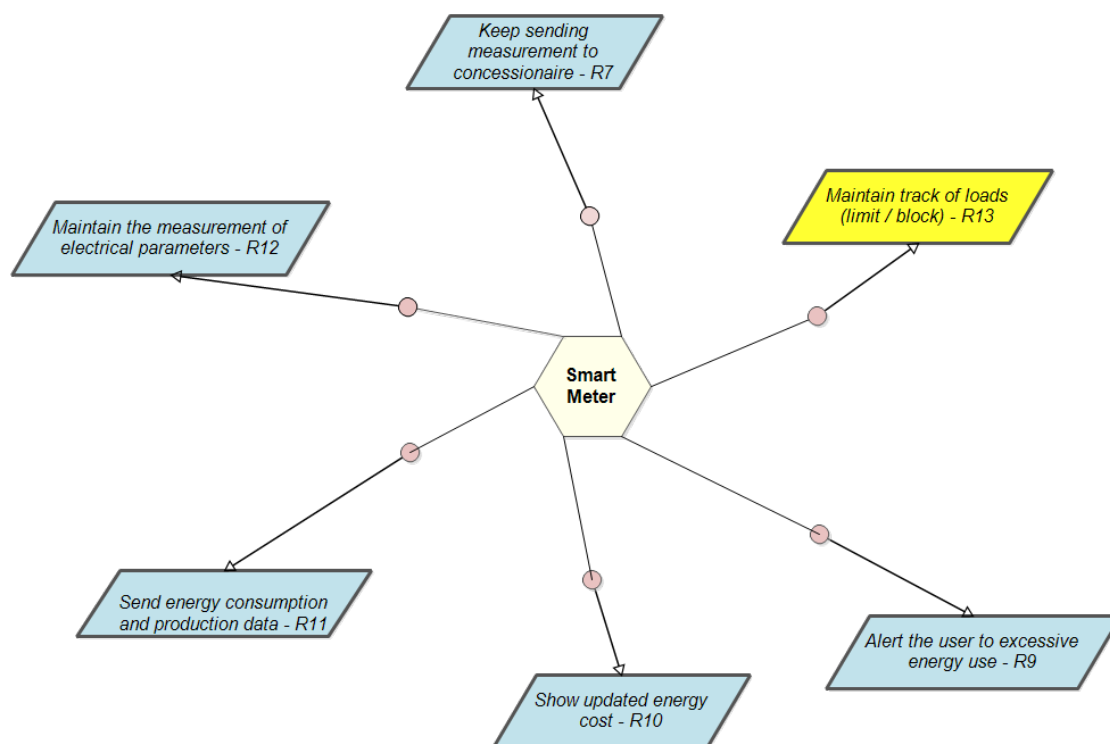 Keep sending
measurement to
concessionaire - R7
Maintain track of loads
(limit / block) - R13
Maintain the measurement of
electrical parameters - R12
Smart
Meter
Send energy consumption
and production data - R11
Alert the user to excessive
energy use - R9
Show updated energy
cost - R10